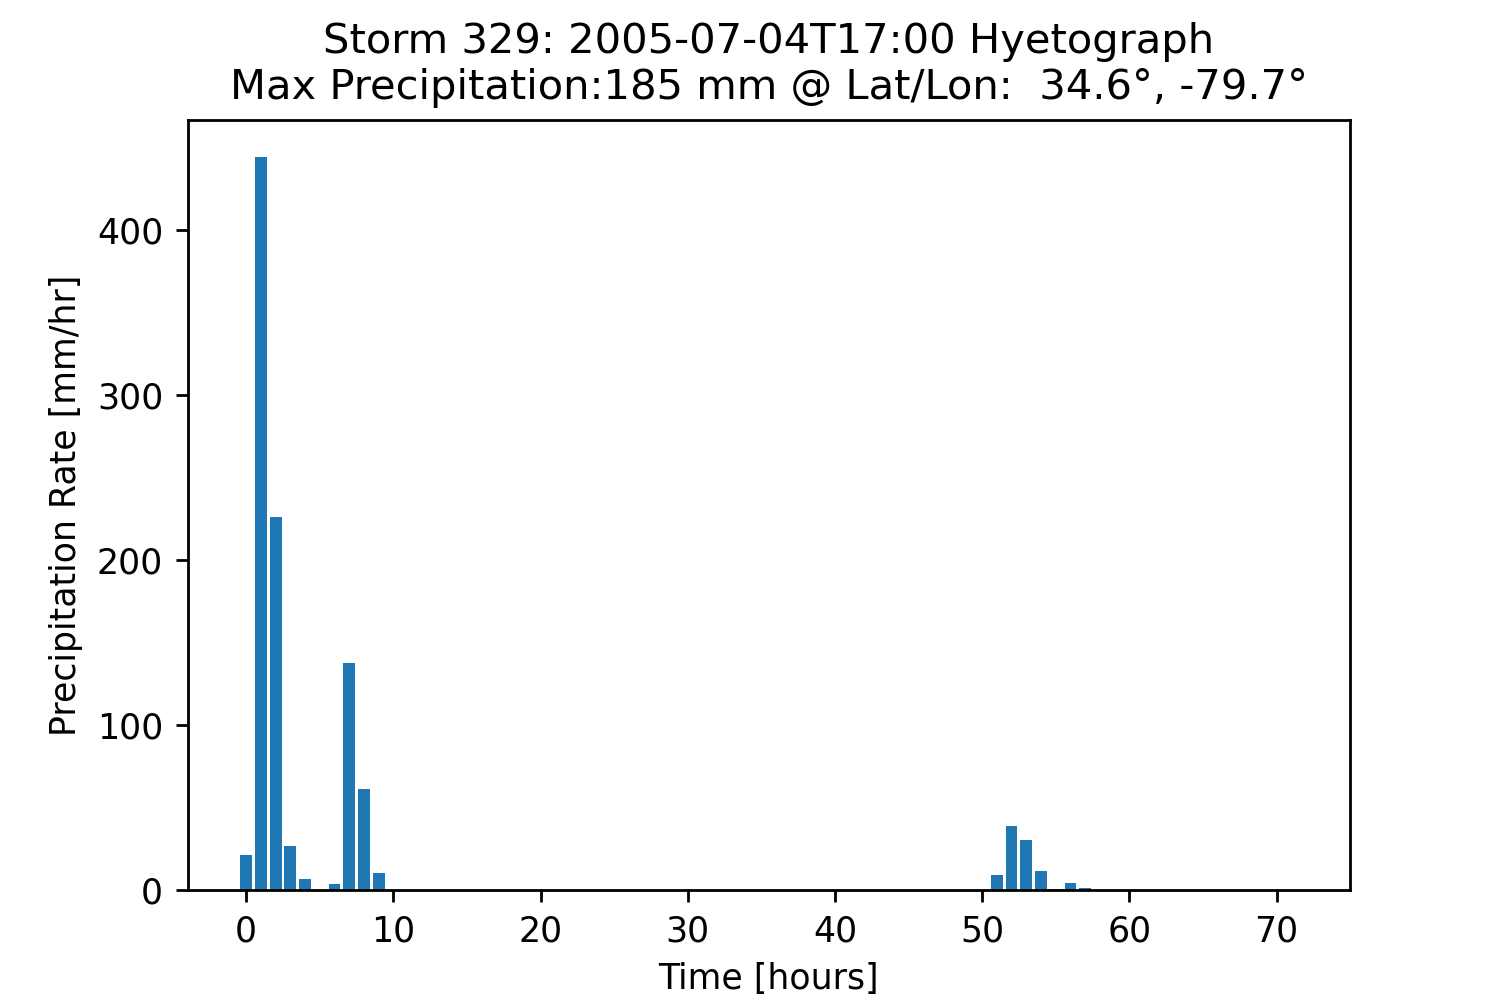 Storm 329: 2005-07-04T17:00 Hyetograph
Max Precipitation:185 mm @ Lat/Lon:  34.6°, -79.7°
400
300
200
100
0
Precipitation Rate [mm/hr]
0 10 20 30 40 50 60 70
Time [hours]